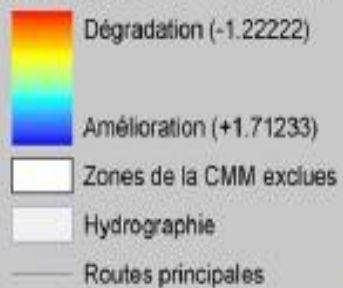 Dégradation (-1.22222)
Amélioration (+1.71233)
Zones de la CMM exclues
Hydrographie
Routes principales